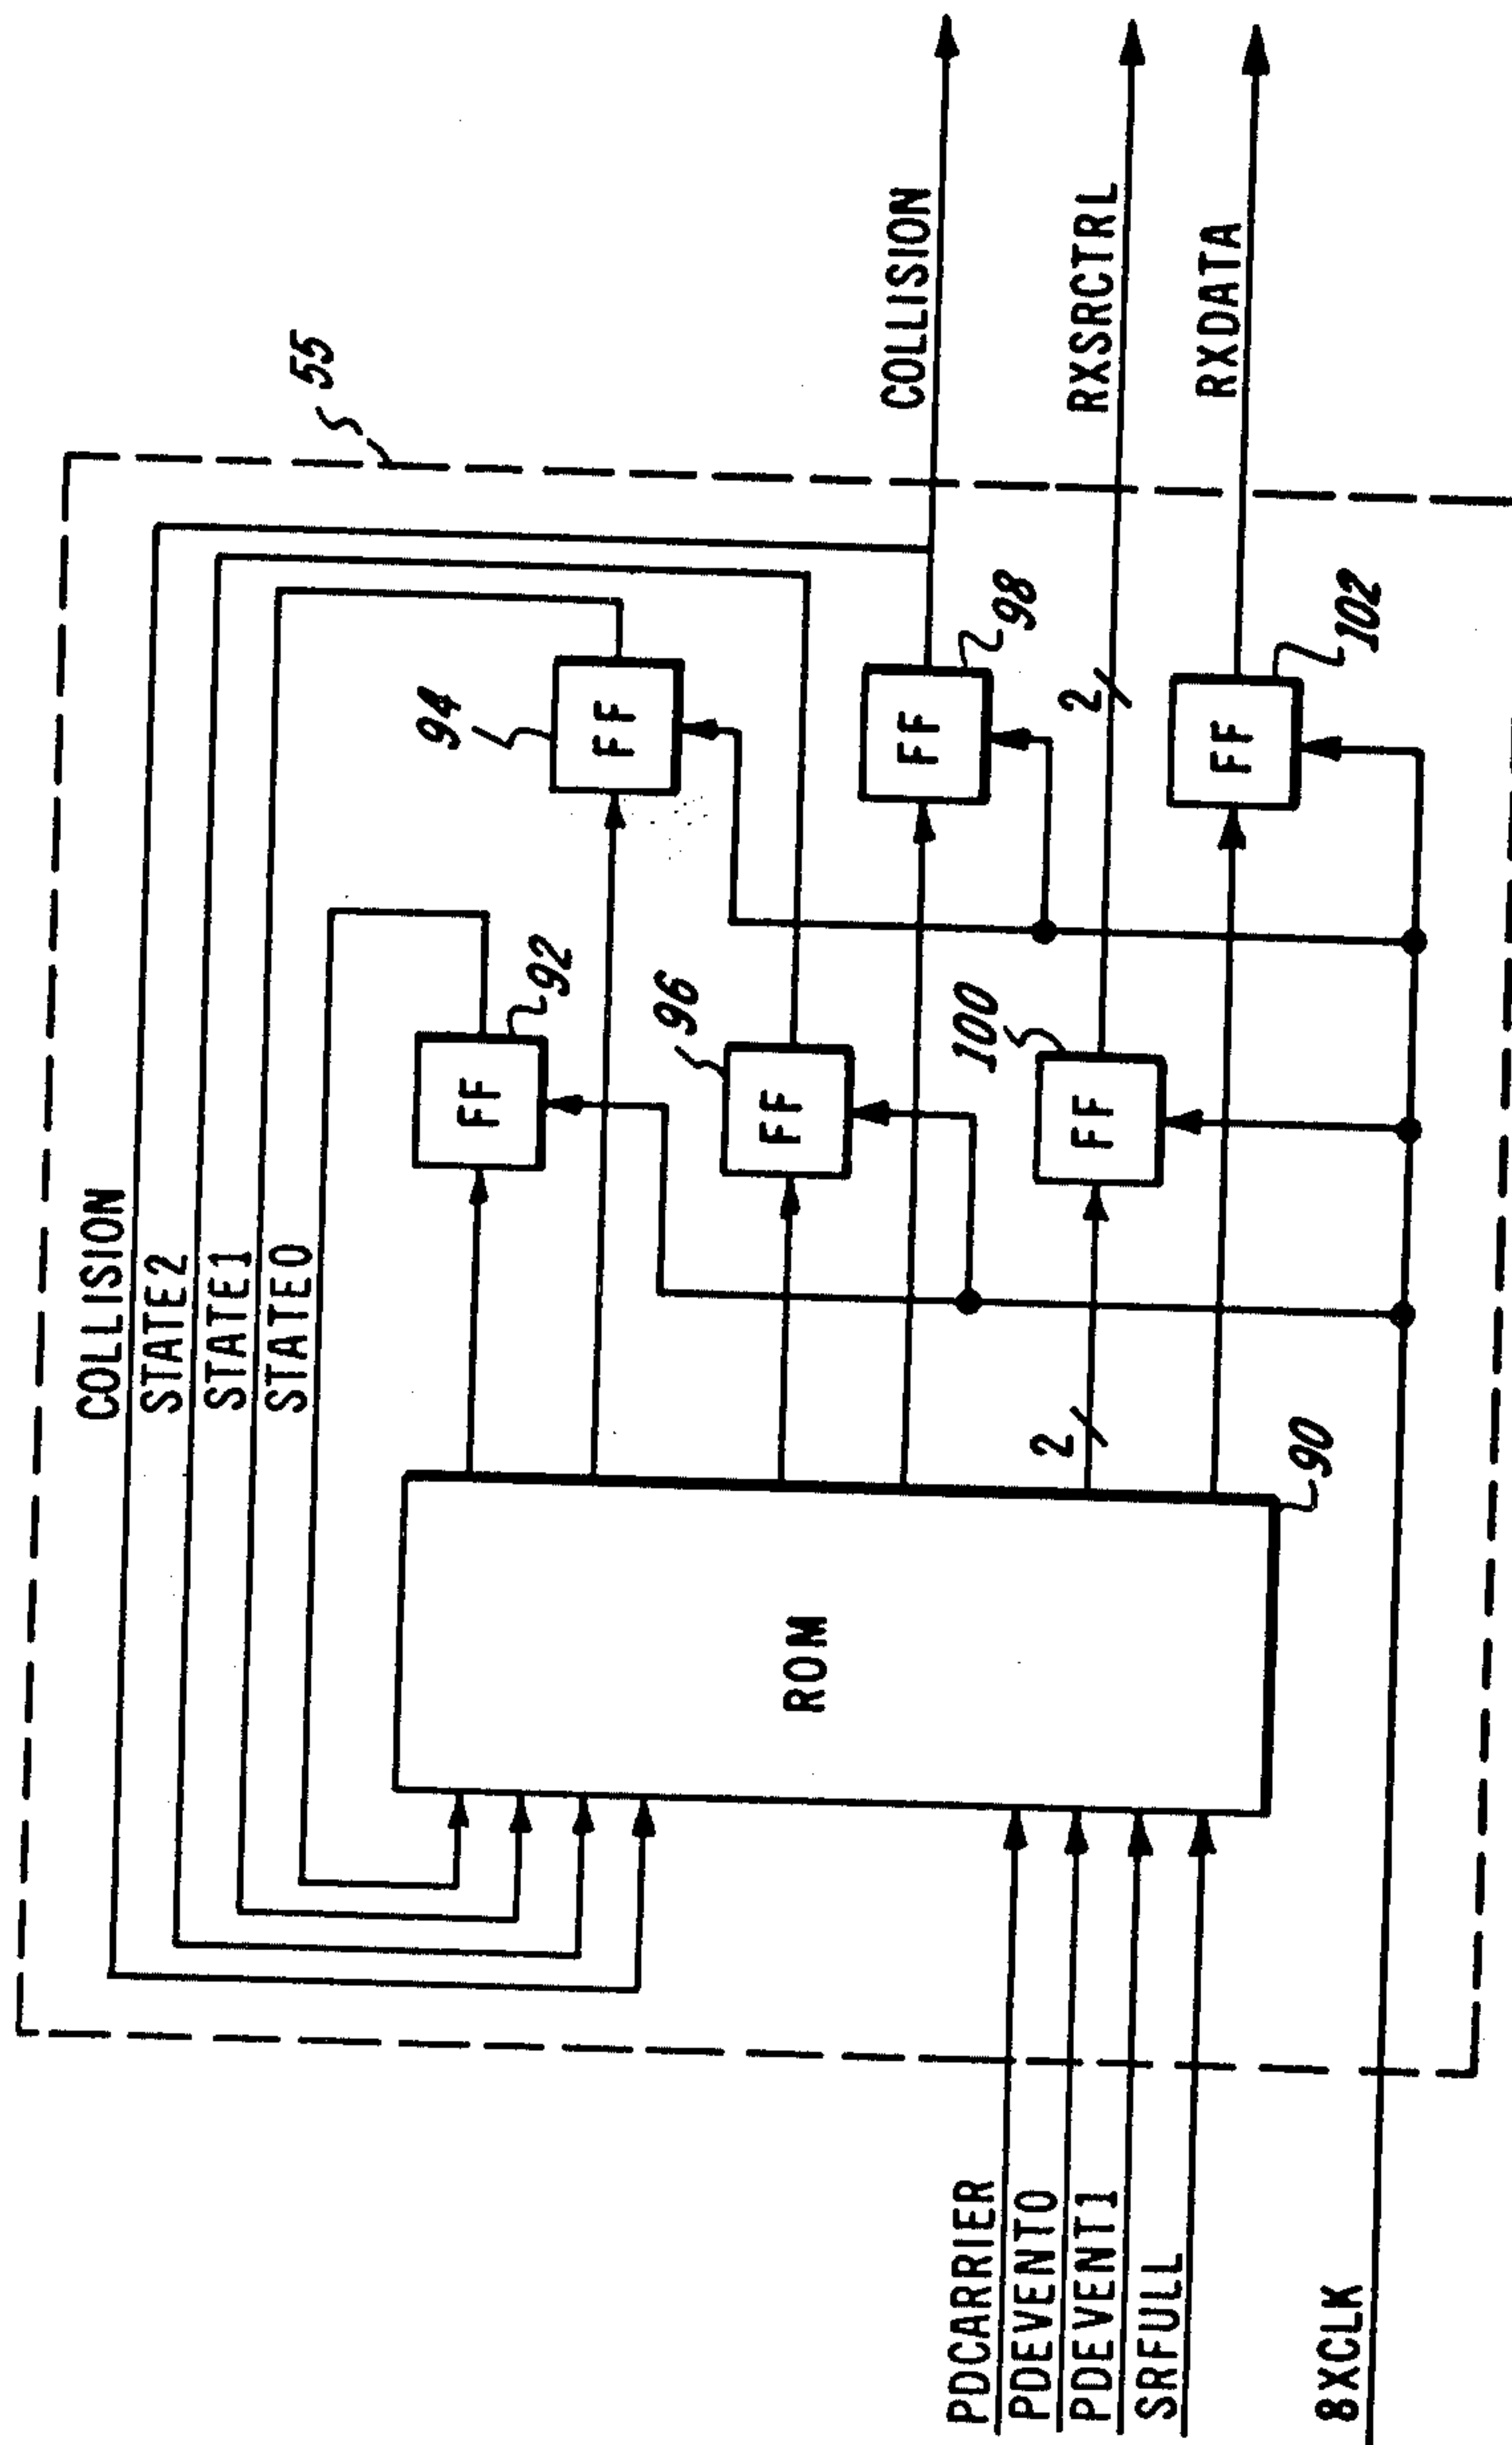 COLLISION
STATE2
STATE1
STATE0
55
94
FF
92
FF
COLLISION
98
FF
96
FF
RXSRCTRL
2
100
FF
2
RXDATA
102
FF
ROM
90
PDCARRIER
PDEVENT0
PDEVENT1
SRFULL
8XCLK